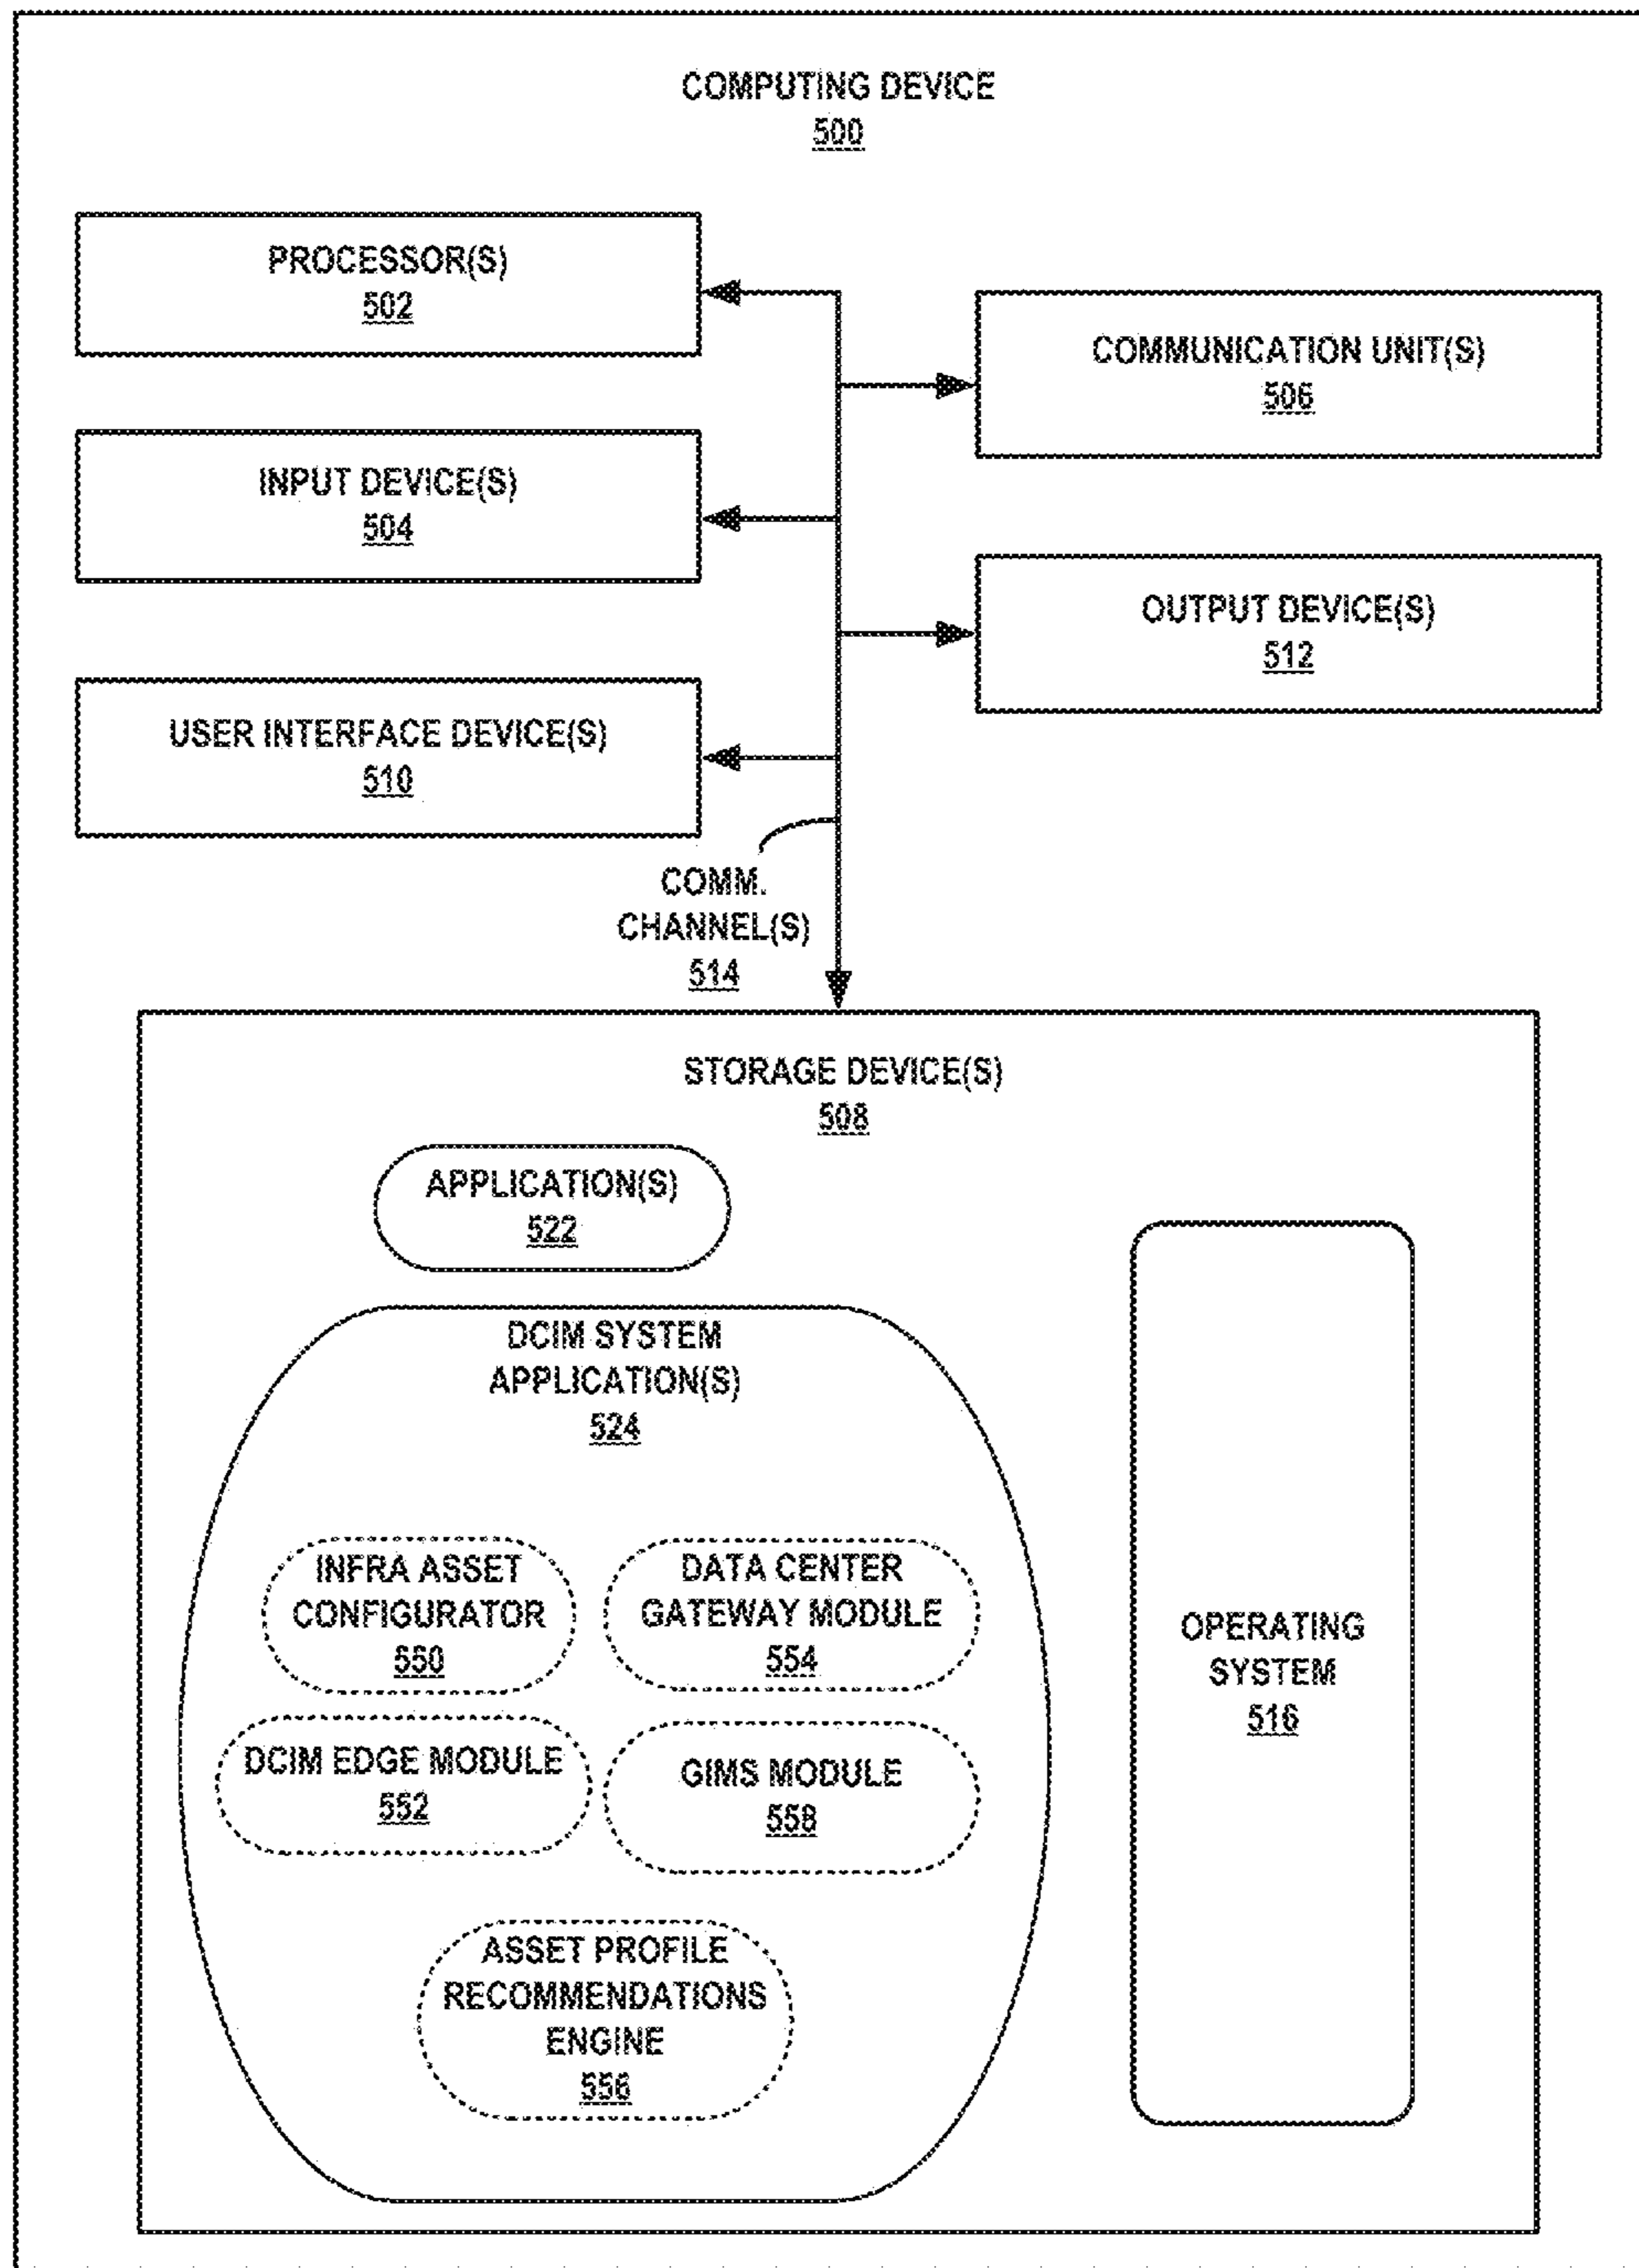 COMPUTING DEVICE
500
PROCESSOR(S)
502
COMMUNICATION UNIT(S)
506
INPUT DEVICE(S)
504
OUTPUT DEVICE(S)
512
USER INTERFACE DEVICE(S)
510
COMM.
CHANNEL(S)
514
STORAGE DEVICE(S)
508
APPLICATION(S)
522
DCIM SYSTEM
APPLICATION(S)
524
INFRA ASSET
CONFIGURATOR
550
DATA CENTER
GATEWAY MODULE
554
DCIM EDGE MODULE
552
GIMS MODULE
558
ASSET PROFILE
RECOMMENDATIONS
ENGINE
556
OPERATING
SYSTEM
516